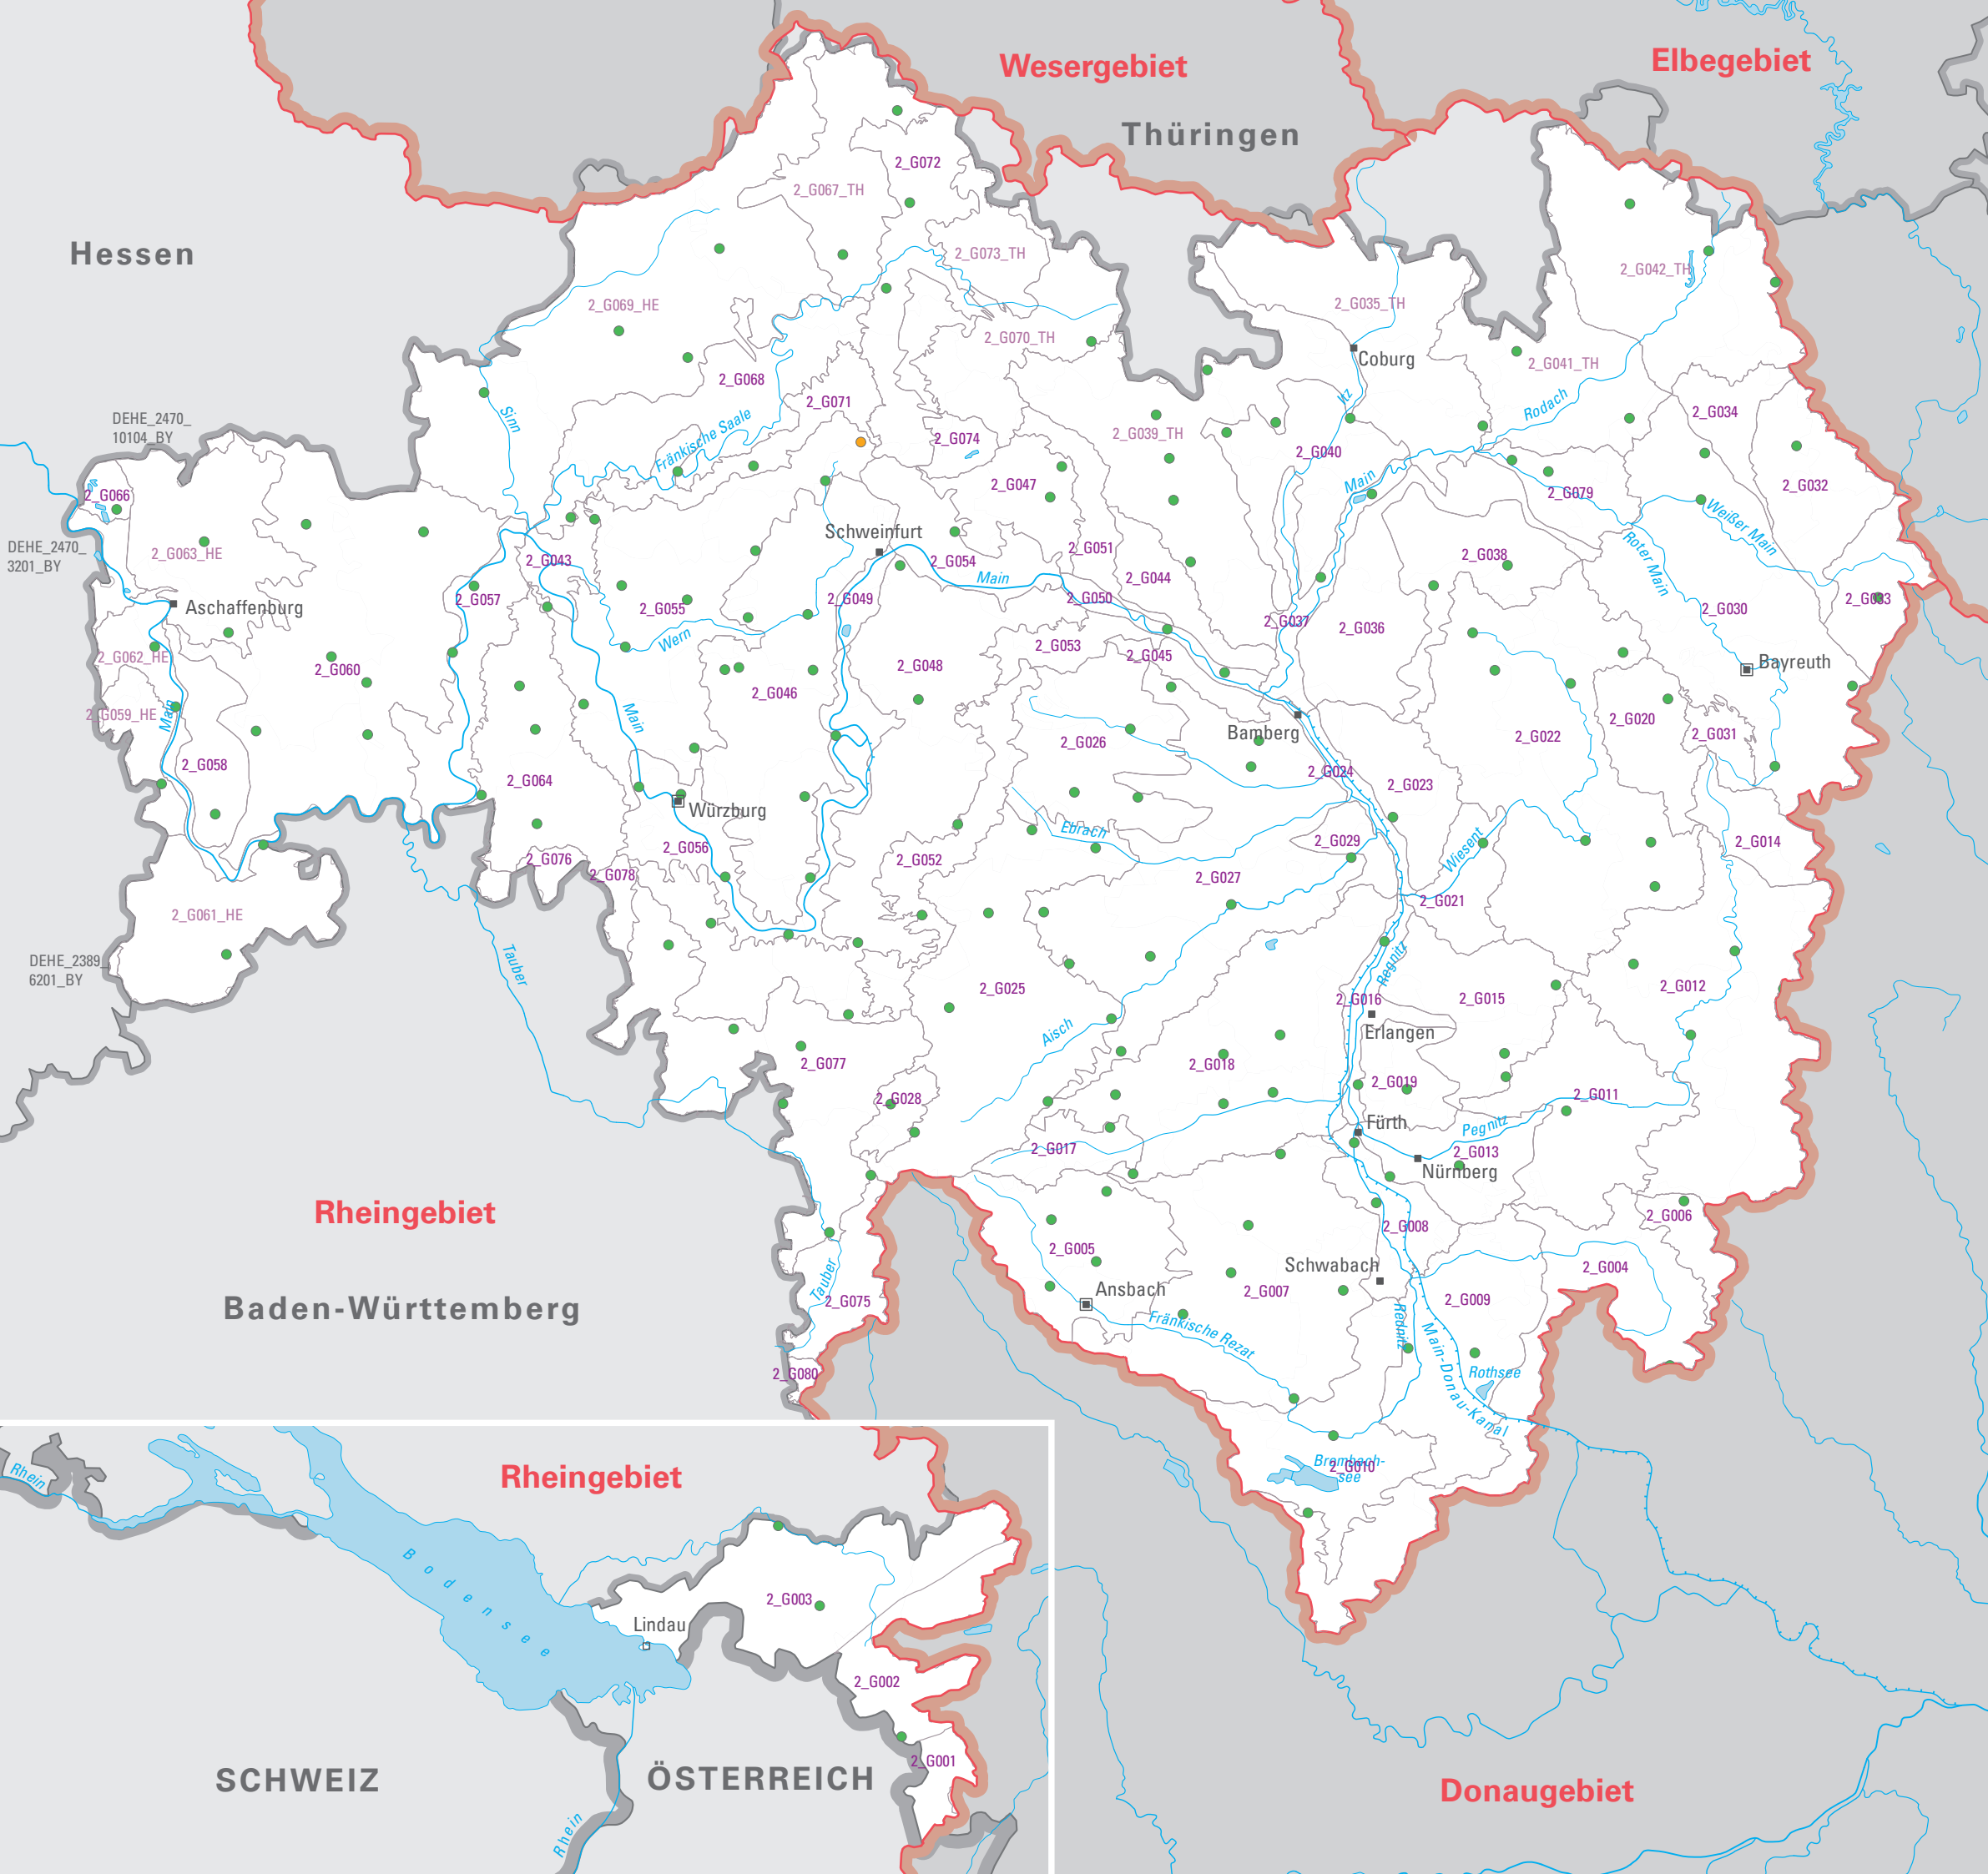 Wesergebiet
Elbegebiet
Thüringen
Hessen
2_G072
2_G067_TH
2_G073_TH
2_G042_TH
2_G069_HE
2_G035_TH
2_G070_TH
Coburg
2_G041_TH
2_G068
2_G071
Itz
Rodach
2_G034
DEHE_2470_
10104_BY
Sinn
Fränkische Saale
2_G074
2_G039_TH
2_G040
Main
2_G032
2_G066
2_G047
2_G079
Weißer Main
Schweinfurt
DEHE_2470_
3201_BY
2_G063_HE
2_G043
2_G054
2_G051
2_G038
Roter Main
Main
2_G044
2_G057
Aschaffenburg
2_G055
2_G049
2_G050
2_G030
2_G033
Wern
2_G037
2_G036
2_G062_HE
2_G060
2_G048
2_G053
2_G045
Bayreuth
2_G046
2_G059_HE
Main
Main
2_G020
2_G031
2_G026
Bamberg
2_G022
2_G058
2_G064
2_G024
2_G023
Würzburg
Ebrach
2_G029
Wiesent
2_G014
2_G056
2_G076
2_G078
2_G052
2_G027
2_G021
2_G061_HE
DEHE_2389_
6201_BY
Tauber
Regnitz
2_G025
2_G016
2_G015
2_G012
Aisch
Erlangen
2_G077
2_G018
2_G019
2_G028
2_G011
Fürth
Pegnitz
2_G017
2_G013
Nürnberg
Rheingebiet
2_G008
2_G006
2_G005
Schwabach
2_G004
Tauber
Ansbach
2_G007
2_G009
2_G075
Baden-Württemberg
Fränkische Rezat
Rednitz
Main-Donau-Kanal
Rothsee
2_G080
Brombach-
see
2_G010
Rhein
Rheingebiet
Bodensee
2_G003
Lindau
2_G002
2_G001
SCHWEIZ
ÖSTERREICH
Rhein
Donaugebiet